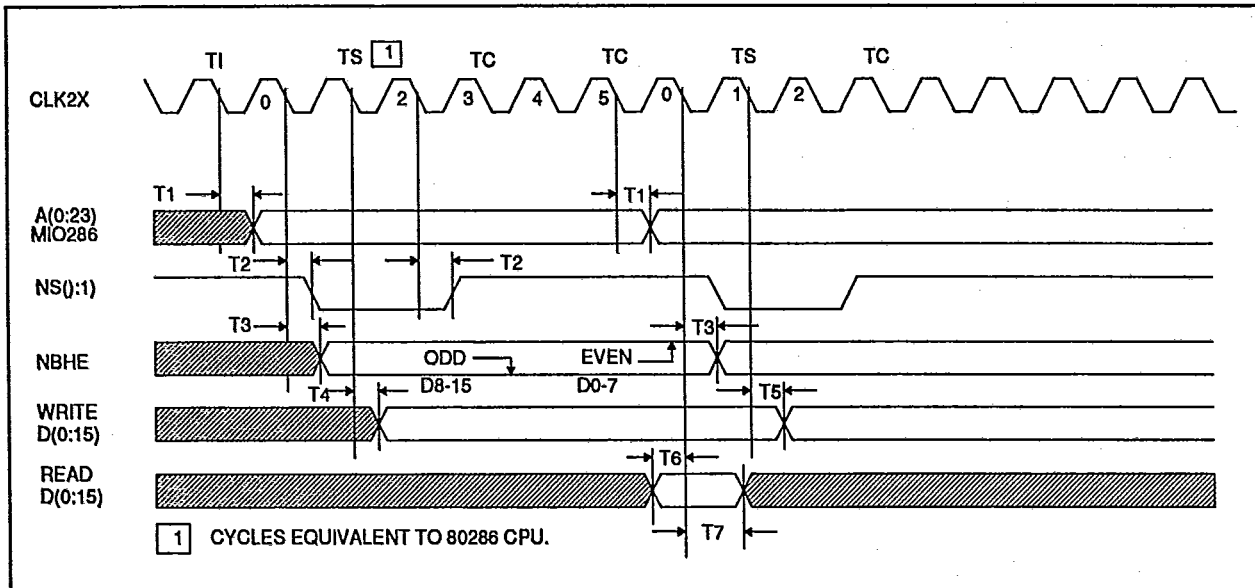 TI TS 1 TC TC TS TC
CLK2X 0 2 3 4 5 0 1 2
T1 T1
A(0:23)
MIO286
T2 T2
NS():1)
T3 T3
NBHE ODD EVEN
T4 D8-15 D0-7 T5
WRITE
D(0:15)
T6
READ
D(0:15)
T7
1 CYCLES EQUIVALENT TO 80286 CPU.